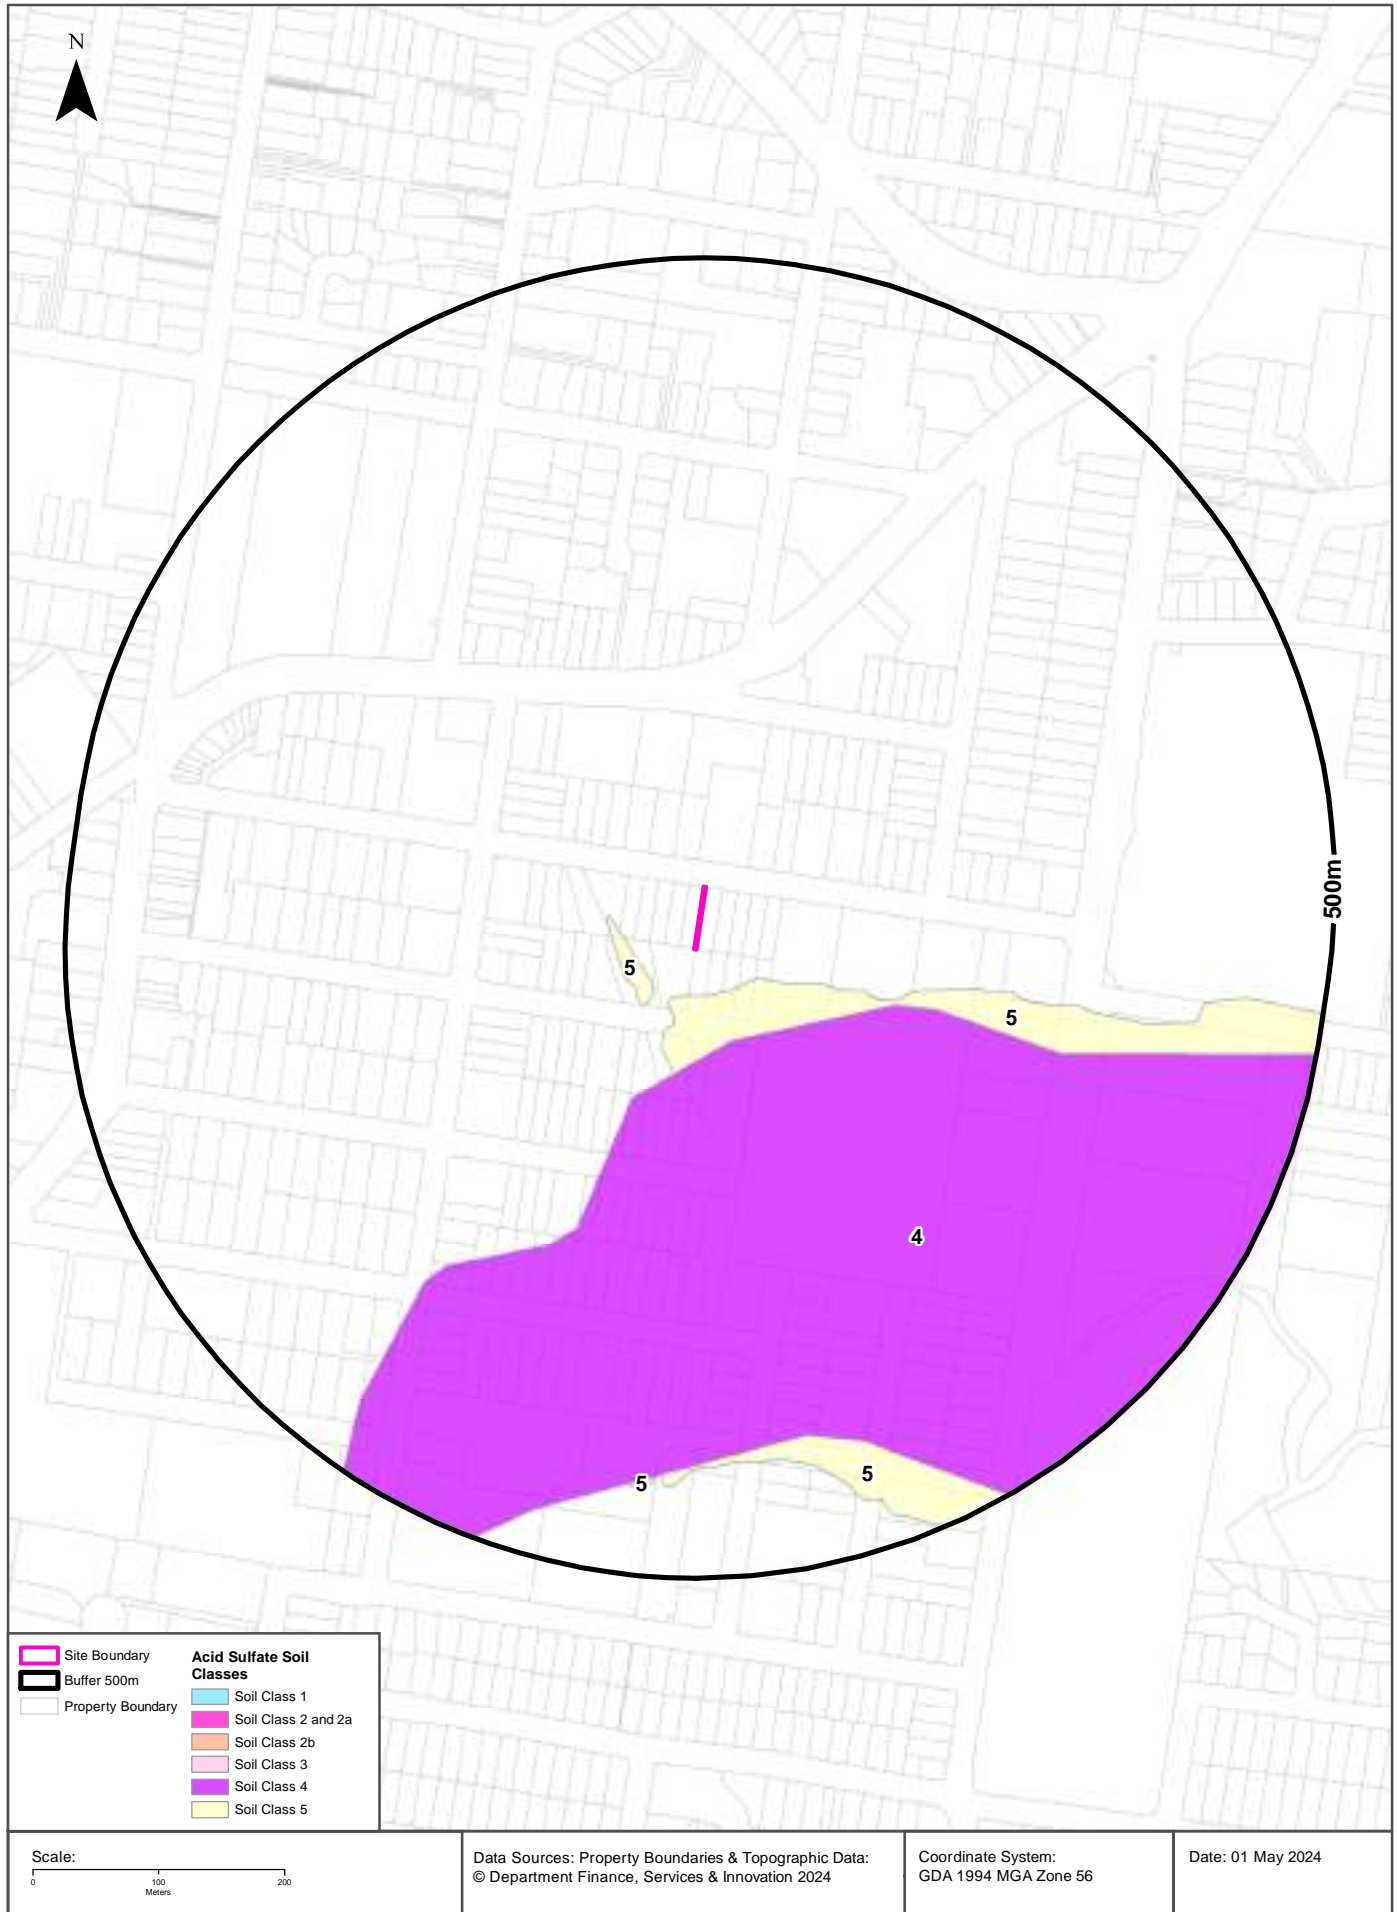 N
500m
5
5
4
5
5
Site Boundary
Buffer 500m
Property Boundary
Acid Sulfate Soil
Classes
Soil Class 1
Soil Class 2 and 2a
Soil Class 2b
Soil Class 3
Soil Class 4
Soil Class 5
Scale:
0 100 200
Meters
Data Sources: Property Boundaries & Topographic Data:
© Department Finance, Services & Innovation 2024
Coordinate System:
GDA 1994 MGA Zone 56
Date: 01 May 2024